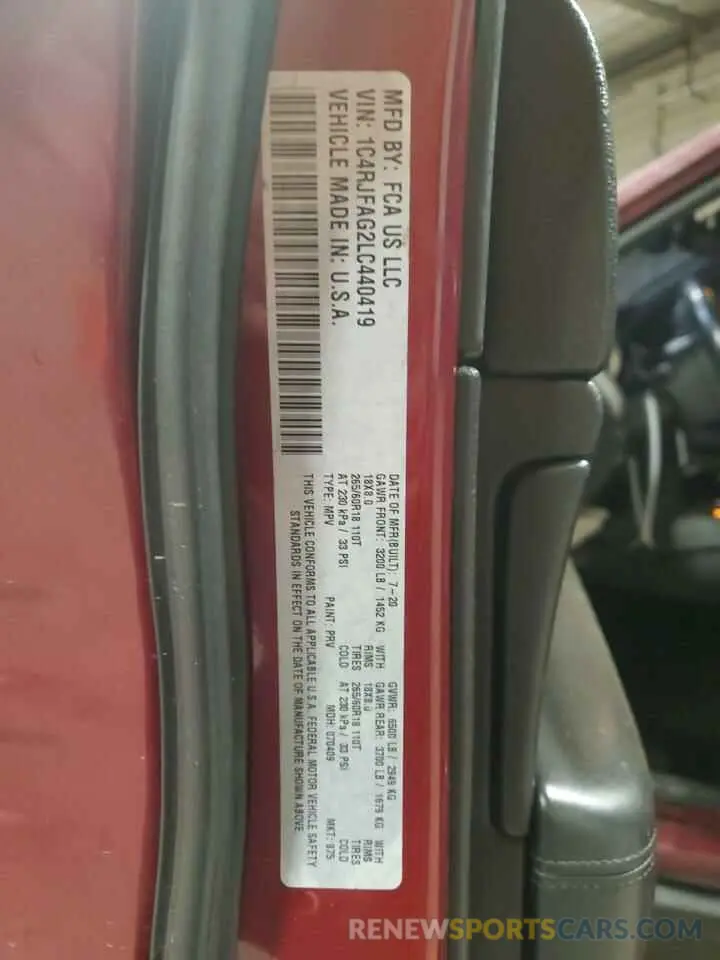 MFD BY: FCA US LLC
VIN: 1C4RJFAG2LC440419
VEHICLE MADE IN: U.S.A.
DATE OF MFR(BUILT): 7-20 GVWR: 6500 LB / 2949 KG
GAWR FRONT: 3200 LB / 1452 KG WITH GAWR REAR: 3700 LB / 1679 KG WITH
18X8.0 RIMS 18X8.0 RIMS
265/60R18 110T TIRES 265/60R18 110T TIRES
AT 230 kPa / 33 PSI COLD AT 230 kPa / 33 PSI COLD
TYPE: MPV PAINT: PRV MDH: 070409 MKT: 875
THIS VEHICLE CONFORMS TO ALL APPLICABLE U.S.A. FEDERAL MOTOR VEHICLE SAFETY
STANDARDS IN EFFECT ON THE DATE OF MANUFACTURE SHOWN ABOVE.
RENEWSPORTSCARS.COM